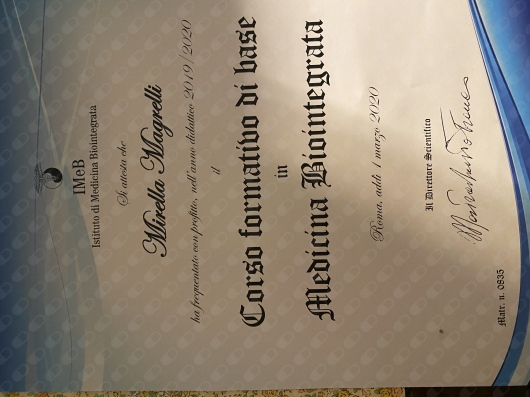 IMeB
Istituto di Medicina Biointegrata
Si attesta che
Mirella Magrelli
ha frequentato con profitto, nell'anno didattico 2019/2020
il
Corso formativo di base
in
Medicina Biointegrata
Roma, addì 1 marzo 2020
Il Direttore Scientifico
Matr. n. 0835